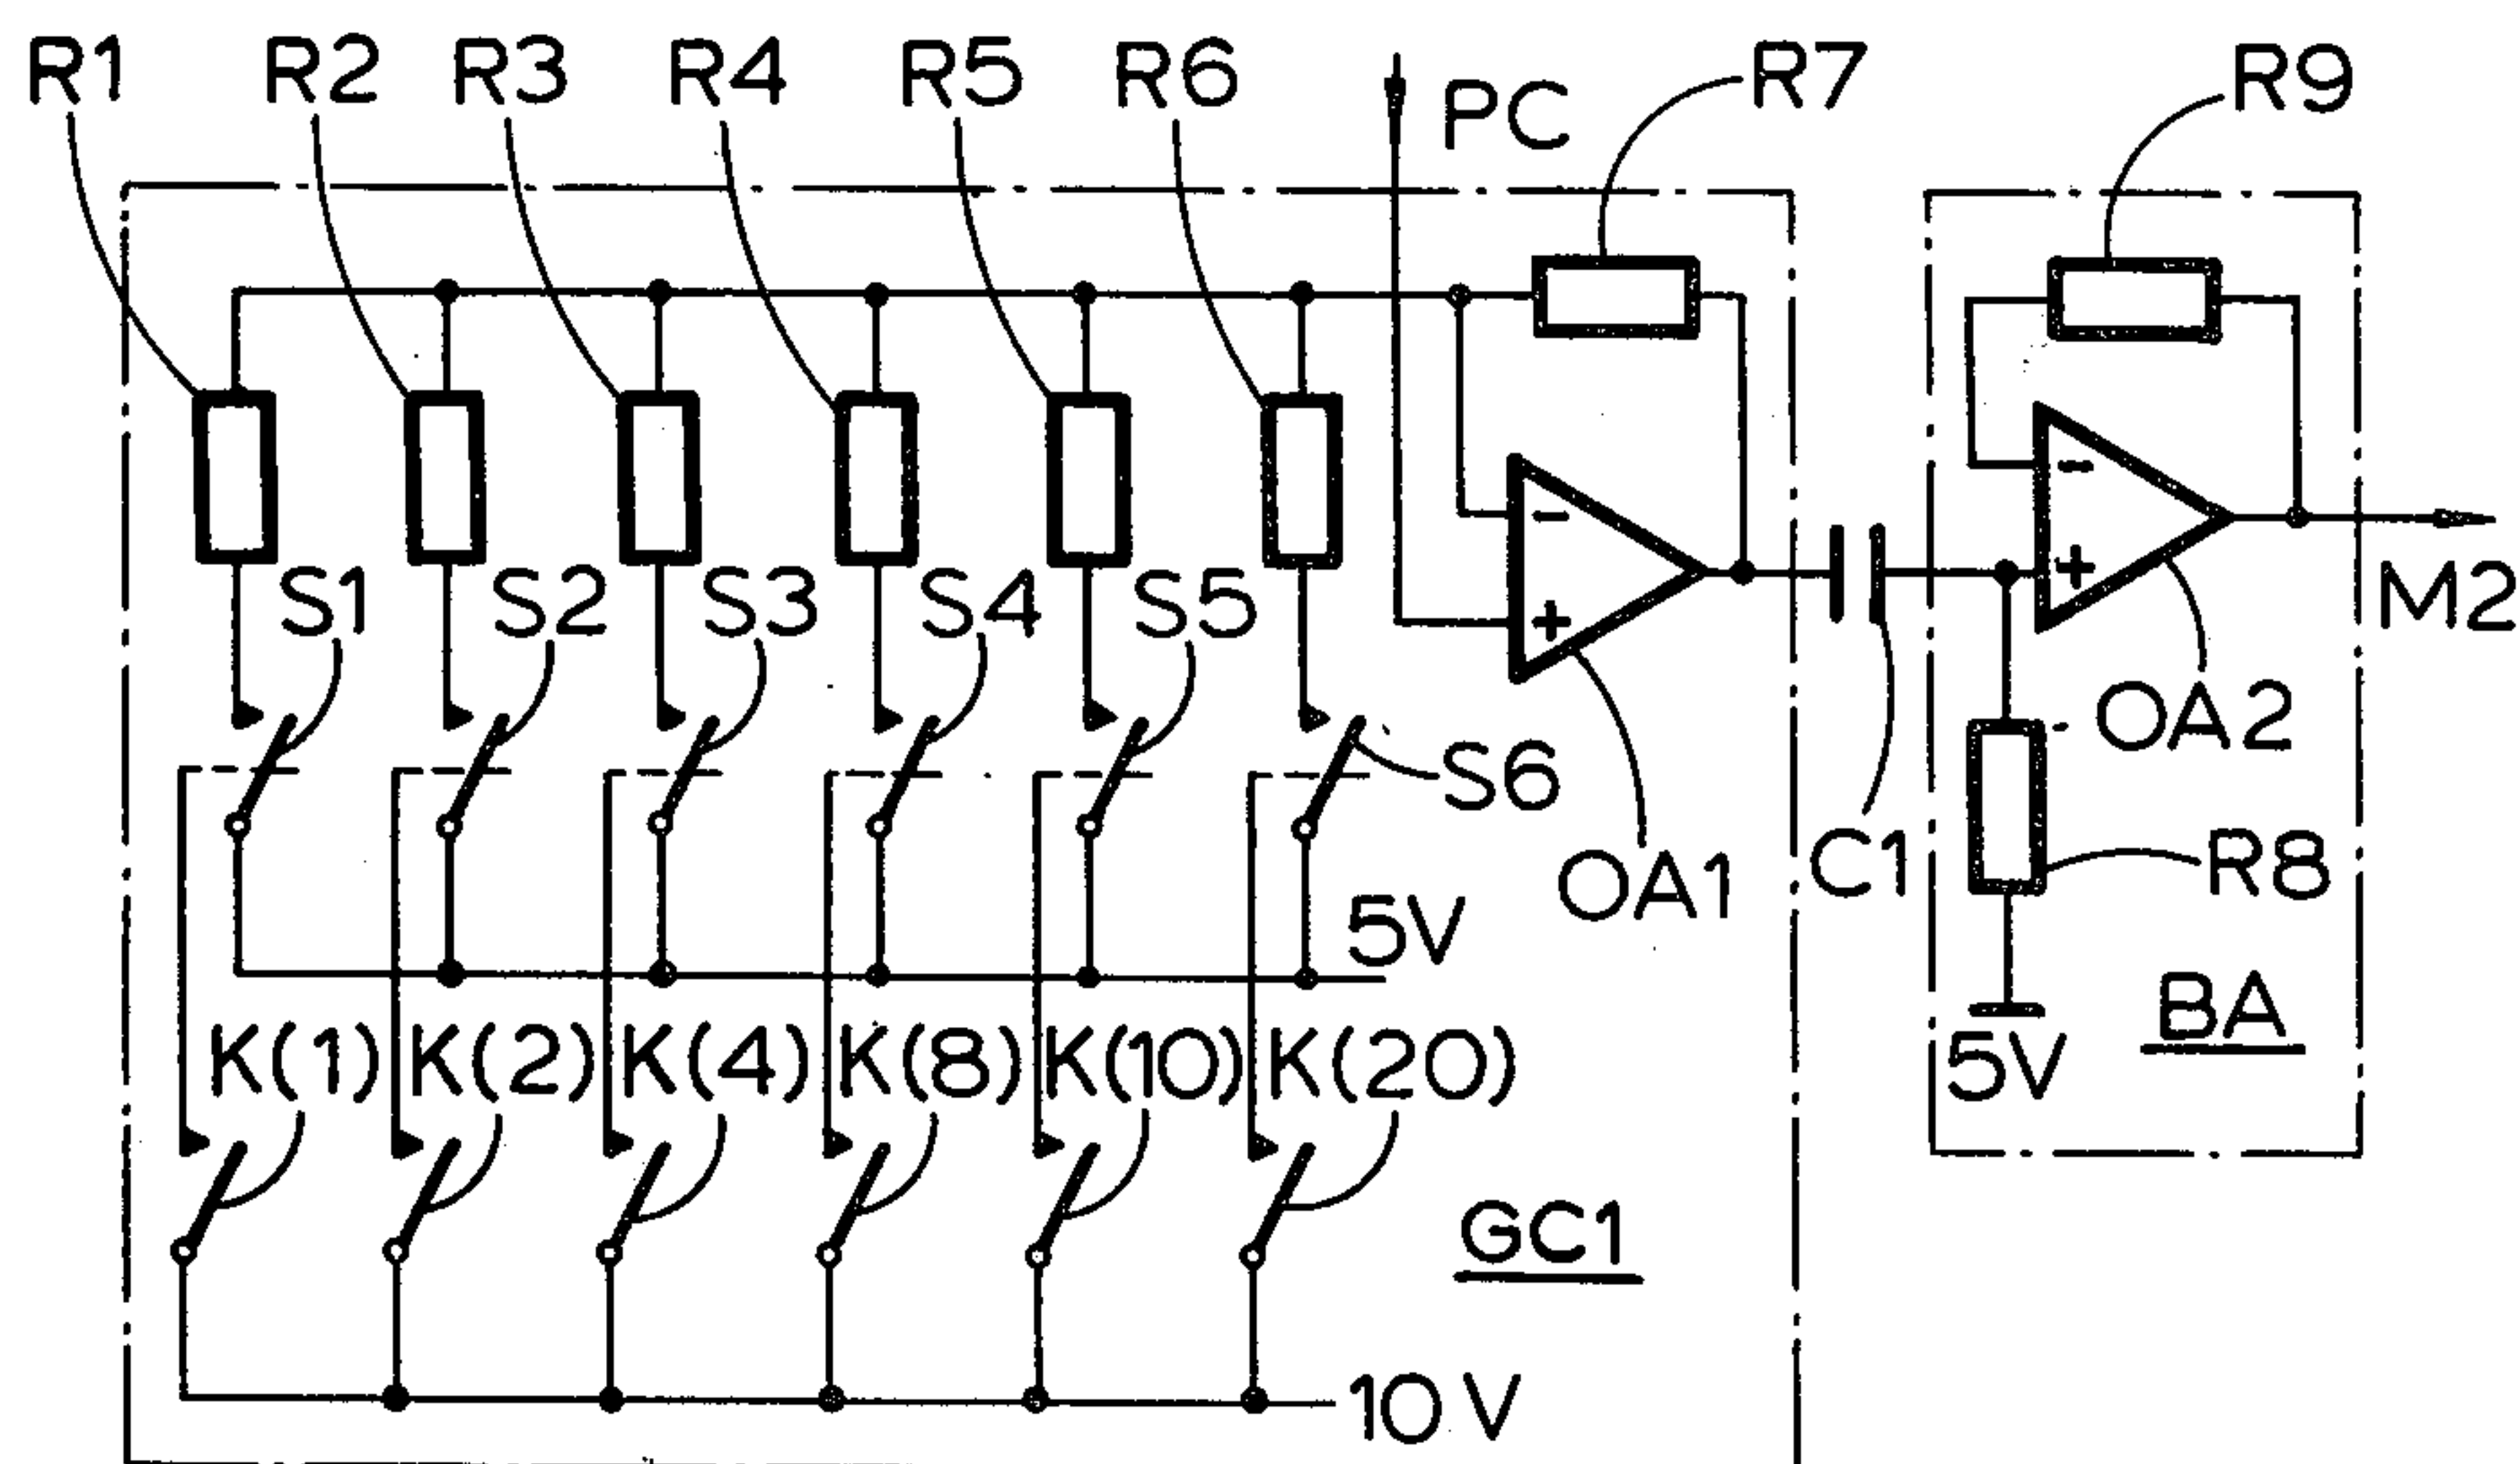 R1 R2 R3 R4 R5 R6 PC R7 R9
S1 S2 S3 S4 S5
- + - +
M2
OA2
S6
OA1 C1 R8
5V
BA
K(1) K(2) K(4) K(8) K(10) K(20) 5V
GC1
10 V